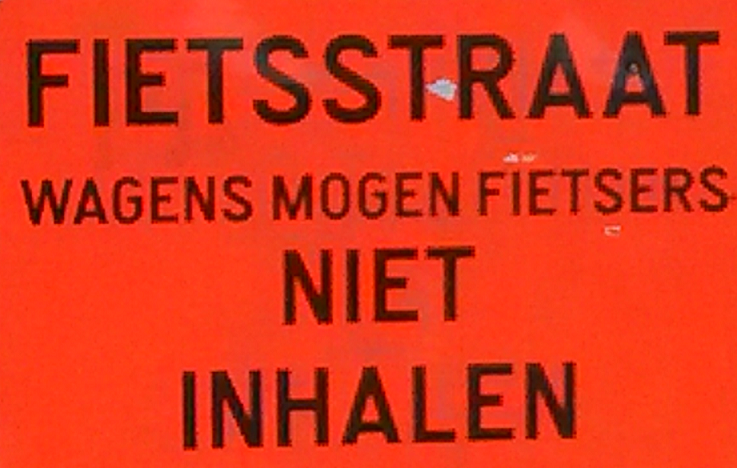 FIETSSTRAAT
WAGENS MOGEN FIETSERS
NIET
INHALEN